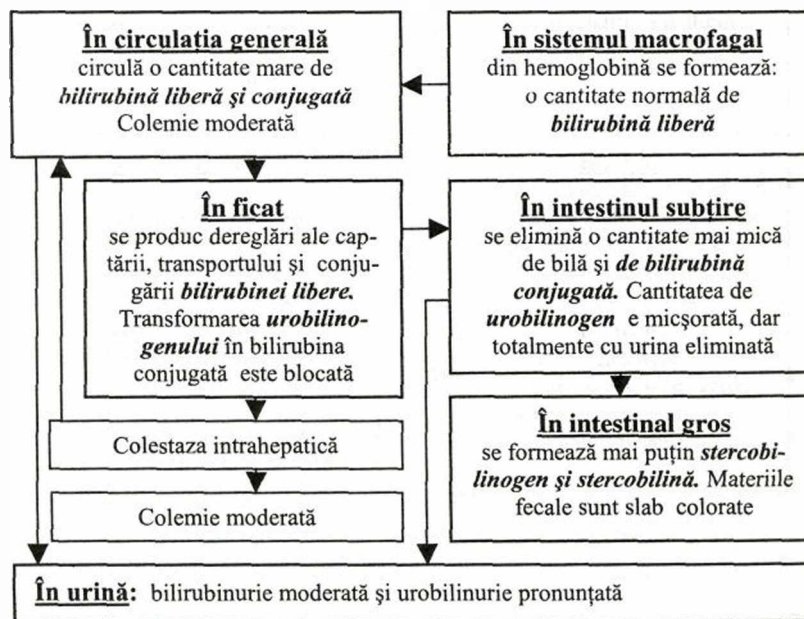 În circulația generală
circulă o cantitate mare de
bilirubină liberă și conjugată
Colemie moderată
În sistemul macrofagal
din hemoglobină se formează:
o cantitate normală de
bilirubină liberă
În ficat
se produc dereglări ale cap-
tării, transportului și conju-
gării bilirubinei libere.
Transformarea urobilino-
genului în bilirubina
conjugată este blocată
În intestinul subțire
se elimină o cantitate mai mică
de bilă și de bilirubină
conjugată. Cantitatea de
urobilinogen e micșorată, dar
totalmente cu urina eliminată
Colestaza intrahepatică
Colemie moderată
În intestinal gros
se formează mai puțin stercobi-
linogen și stercobilină. Materiile
fecale sunt slab colorate
În urină: bilirubinurie moderată și urobilinurie pronunțată